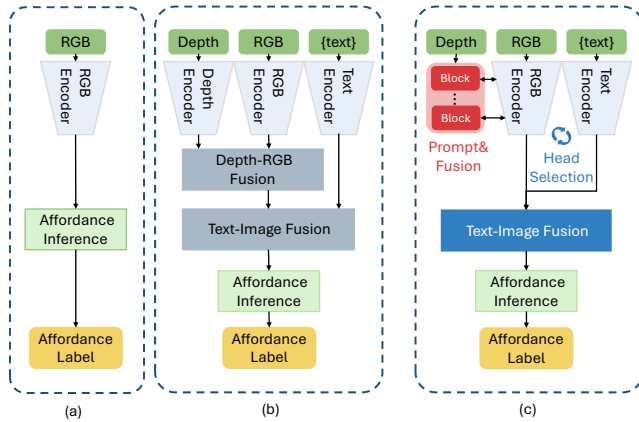 RGB
RGB
Encoder
Affordance
Inference
Affordance
Label
(a)
Depth
RGB
{text}
Depth
Encoder
RGB
Encoder
Text
Encoder
Depth-RGB
Fusion
Text-Image Fusion
Affordance
Inference
Affordance
Label
(b)
Depth
RGB
{text}
Block
Block
Prompt&
Fusion
RGB
Encoder
Text
Encoder
Head
Selection
Text-Image Fusion
Affordance
Inference
Affordance
Label
(c)